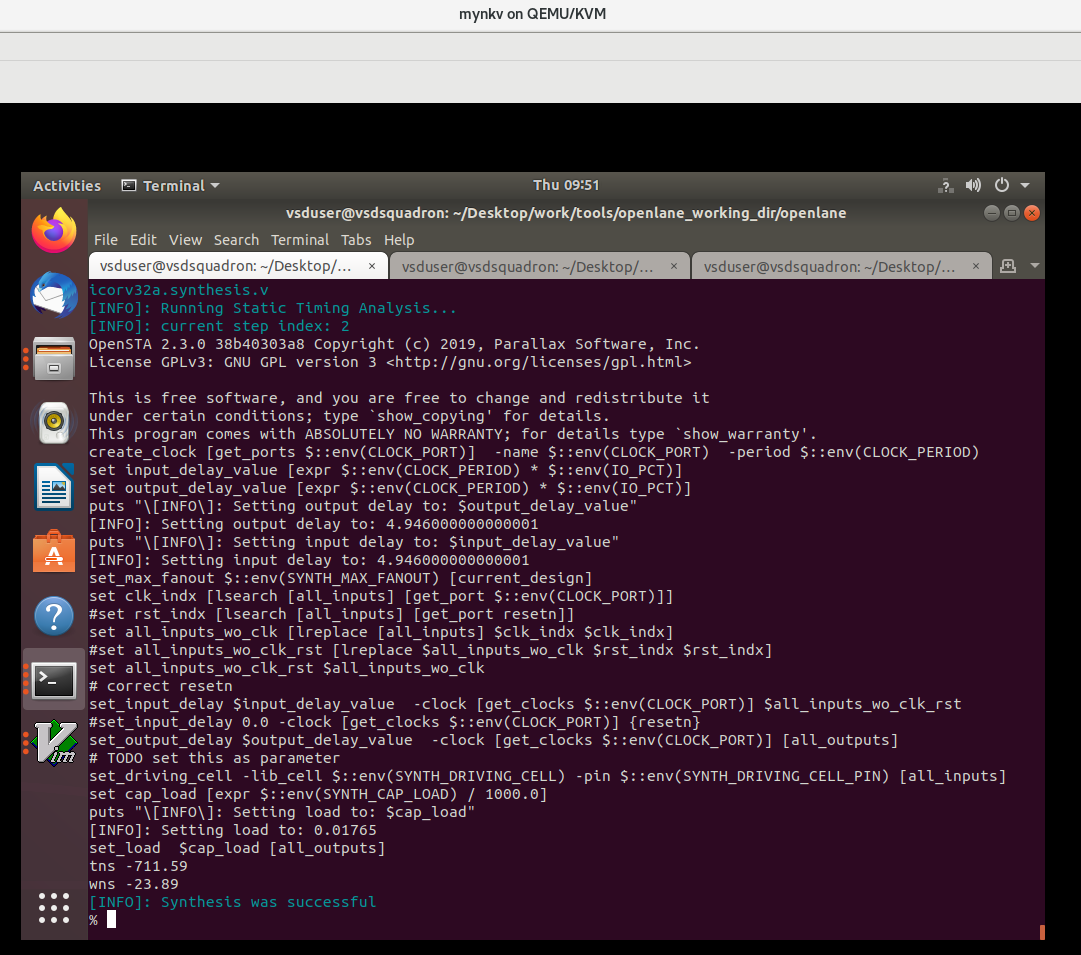 mynkv on QEMU/KVM
Activities
Terminal
Thu 09:51
vsduser@vsdsquadron: ~/Desktop/work/tools/openlane_working_dir/openlane
File Edit View Search Terminal Tabs Help
vsduser@vsdsquadron: ~/Desktop/... ×
vsduser@vsdsquadron: ~/Desktop/... ×
vsduser@vsdsquadron: ~/Desktop/... ×
icorv32a.synthesis.v
[INFO]: Running Static Timing Analysis...
[INFO]: current step index: 2
OpenSTA 2.3.0 38b40303a8 Copyright (c) 2019, Parallax Software, Inc.
License GPLv3: GNU GPL version 3 <http://gnu.org/licenses/gpl.html>
This is free software, and you are free to change and redistribute it
under certain conditions; type `show_copying' for details.
This program comes with ABSOLUTELY NO WARRANTY; for details type `show_warranty'.
create_clock [get_ports $::env(CLOCK_PORT)]  -name $::env(CLOCK_PORT)  -period $::env(CLOCK_PERIOD)
set input_delay_value [expr $::env(CLOCK_PERIOD) * $::env(IO_PCT)]
set output_delay_value [expr $::env(CLOCK_PERIOD) * $::env(IO_PCT)]
puts "\[INFO\]: Setting output delay to: $output_delay_value"
[INFO]: Setting output delay to: 4.946000000000001
puts "\[INFO\]: Setting input delay to: $input_delay_value"
[INFO]: Setting input delay to: 4.946000000000001
set_max_fanout $::env(SYNTH_MAX_FANOUT) [current_design]
set clk_indx [lsearch [all_inputs] [get_port $::env(CLOCK_PORT)]]
#set rst_indx [lsearch [all_inputs] [get_port resetn]]
set all_inputs_wo_clk [lreplace [all_inputs] $clk_indx $clk_indx]
#set all_inputs_wo_clk_rst [lreplace $all_inputs_wo_clk $rst_indx $rst_indx]
set all_inputs_wo_clk_rst $all_inputs_wo_clk
# correct resetn
set_input_delay $input_delay_value  -clock [get_clocks $::env(CLOCK_PORT)] $all_inputs_wo_clk_rst
#set_input_delay 0.0 -clock [get_clocks $::env(CLOCK_PORT)] {resetn}
set_output_delay $output_delay_value  -clock [get_clocks $::env(CLOCK_PORT)] [all_outputs]
# TODO set this as parameter
set_driving_cell -lib_cell $::env(SYNTH_DRIVING_CELL) -pin $::env(SYNTH_DRIVING_CELL_PIN) [all_inputs]
set cap_load [expr $::env(SYNTH_CAP_LOAD) / 1000.0]
puts "\[INFO\]: Setting load to: $cap_load"
[INFO]: Setting load to: 0.01765
set_load  $cap_load [all_outputs]
tns -711.59
wns -23.89
[INFO]: Synthesis was successful
%